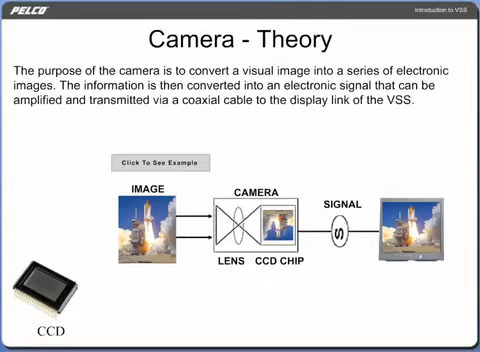 PELCO
Introduction to VSS
Camera - Theory
The purpose of the camera is to convert a visual image into a series of electronic
images. The information is then converted into an electronic signal that can be
amplified and transmitted via a coaxial cable to the display link of the VSS.
Click To See Example
IMAGE
CAMERA
SIGNAL
S
LENS
CCD CHIP
CCD